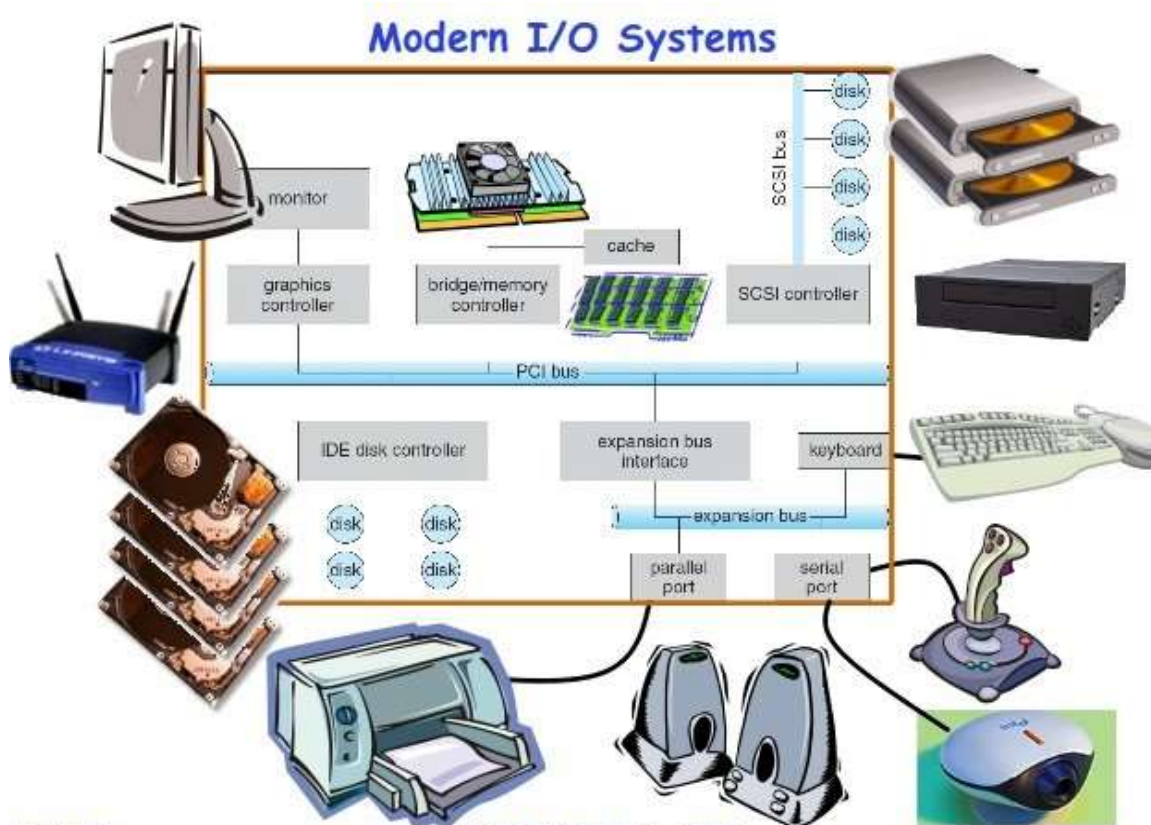 Modern I/O Systems
disk
disk
SCSI bus
disk
disk
monitor
cache
graphics
controller
bridge/memory
controller
SCSI controller
PCI bus
IDE disk controller
expansion bus
interface
keyboard
expansion bus
disk
disk
disk
disk
parallel
port
serial
port